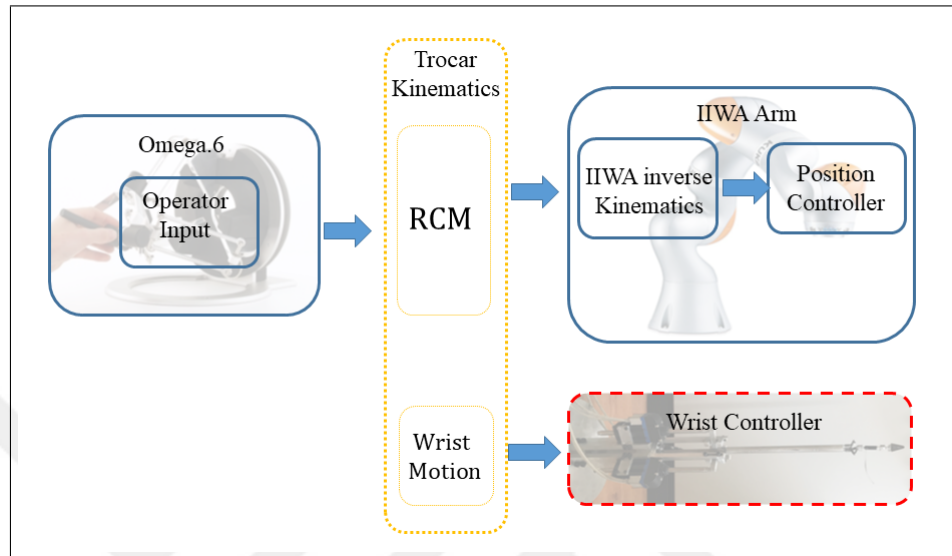 Omega.6
Operator
Input
Trocar
Kinematics
RCM
Wrist
Motion
IIWA Arm
IIWA inverse
Kinematics
Position
Controller
Wrist Controller